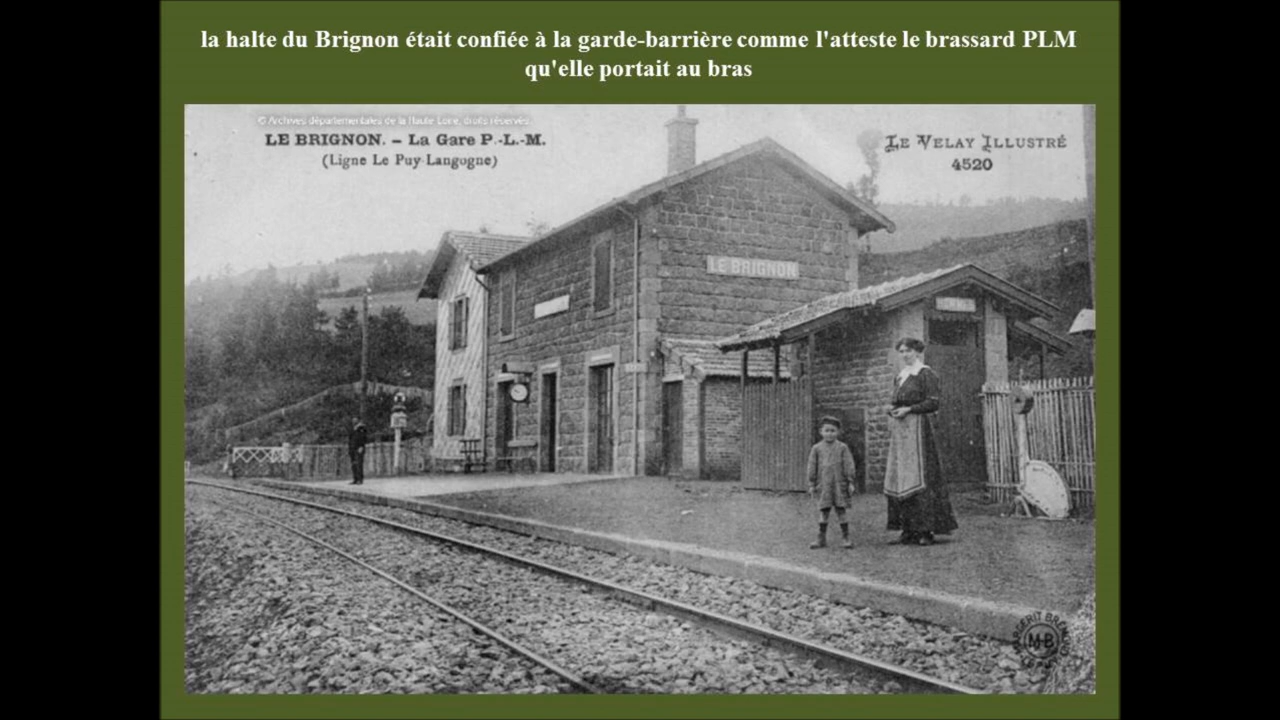 la halte du Brignon était confiée à la garde-barrière comme l'atteste le brassard PLM
qu'elle portait au bras
© Archives départementales de la Haute Loire, droits réservés.
LE BRIGNON. – La Gare P.-L.-M.
(Ligne Le Puy-Langogne)
LE VELAY ILLUSTRÉ
4520
LE BRIGNON
M·B